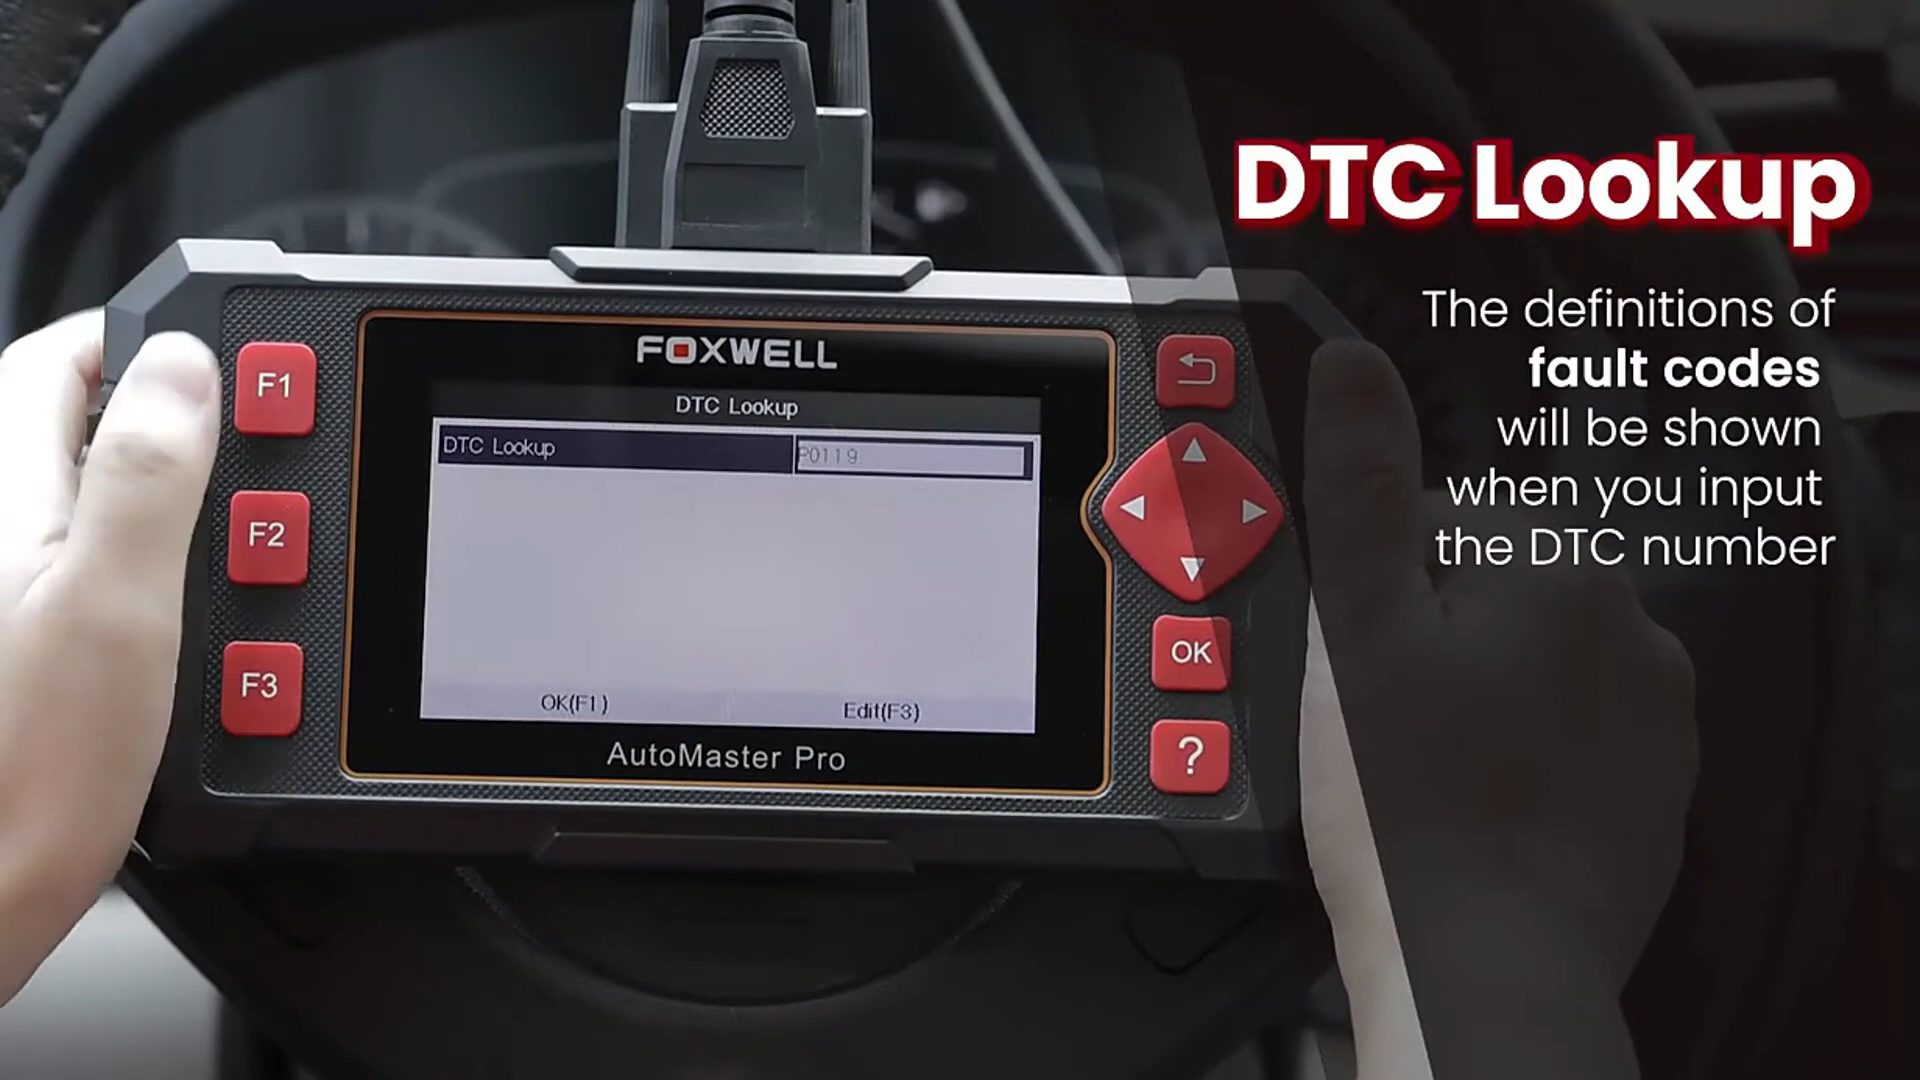 DTC Lookup
The definitions of
fault codes
will be shown
when you input
the DTC number
FOXWELL
DTC Lookup
DTC Lookup P0119
OK(F1) Edit(F3)
AutoMaster Pro
F1
F2
F3
OK
?